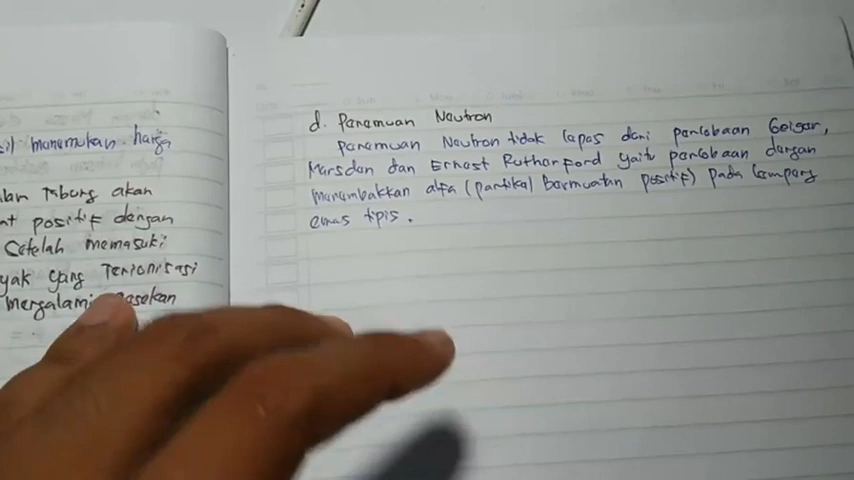 il menemukan harga
lan Tabung akan
at positif dengan
Setelah memasuki
yak yang Terionisasi
mengalami gesekan
d. Penemuan Neutron
penemuan Neutron tidak lepas dari percobaan Geiger,
Marsden dan Ernest Rutherford yaitu percobaan dengan
menembakkan alfa (partikel bermuatan positif) pada lempeng
emas tipis.